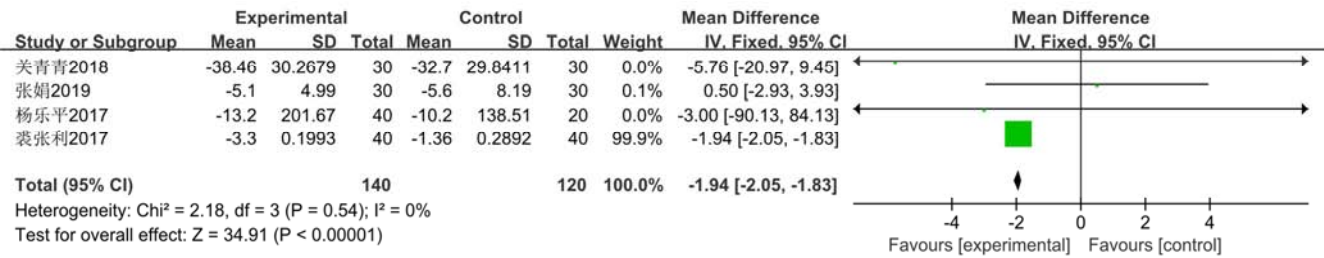 Experimental Control Mean Difference Mean Difference
Study or Subgroup Mean SD Total Mean SD Total Weight IV, Fixed, 95% CI IV, Fixed, 95% CI
关青青2018 -38.46 30.2679 30 -32.7 29.8411 30 0.0% -5.76 [-20.97, 9.45]
张娟2019 -5.1 4.99 30 -5.6 8.19 30 0.1% 0.50 [-2.93, 3.93]
杨乐平2017 -13.2 201.67 40 -10.2 138.51 20 0.0% -3.00 [-90.13, 84.13]
裘张利2017 -3.3 0.1993 40 -1.36 0.2892 40 99.9% -1.94 [-2.05, -1.83]
Total (95% CI) 140 120 100.0% -1.94 [-2.05, -1.83]
Heterogeneity: Chi² = 2.18, df = 3 (P = 0.54); I² = 0%
Test for overall effect: Z = 34.91 (P < 0.00001)
-4 -2 0 2 4
Favours [experimental] Favours [control]